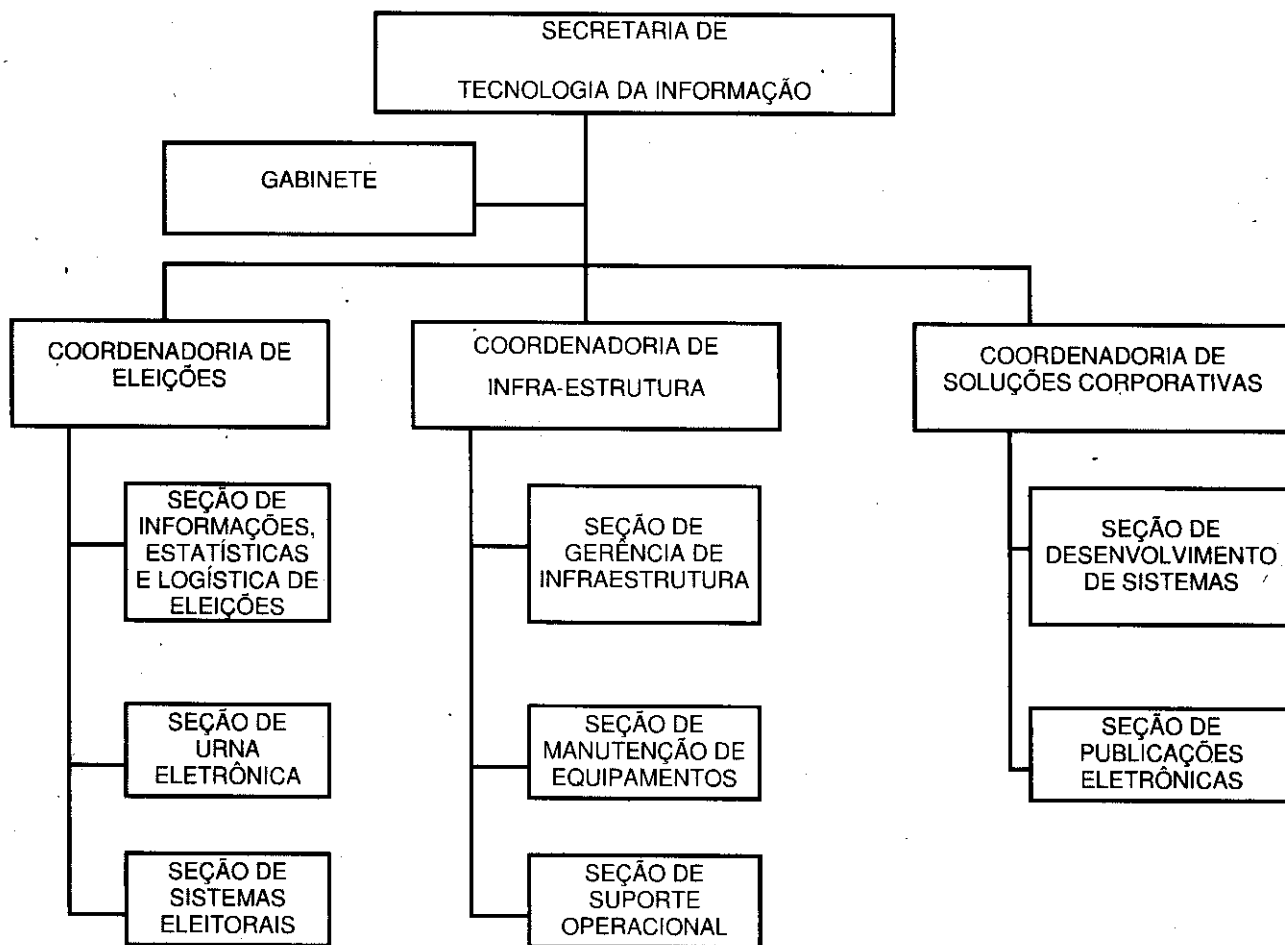 SECRETARIA DE
TECNOLOGIA DA INFORMAÇÃO
GABINETE
COORDENADORIA DE
ELEIÇÕES
COORDENADORIA DE
INFRA-ESTRUTURA
COORDENADORIA DE
SOLUÇÕES CORPORATIVAS
SEÇÃO DE
INFORMAÇÕES,
ESTATÍSTICAS
E LOGÍSTICA DE
ELEIÇÕES
SEÇÃO DE
URNA
ELETRÔNICA
SEÇÃO DE
SISTEMAS
ELEITORAIS
SEÇÃO DE
GERÊNCIA DE
INFRAESTRUTURA
SEÇÃO DE
MANUTENÇÃO DE
EQUIPAMENTOS
SEÇÃO DE
SUPORTE
OPERACIONAL
SEÇÃO DE
DESENVOLVIMENTO
DE SISTEMAS
SEÇÃO DE
PUBLICAÇÕES
ELETRÔNICAS